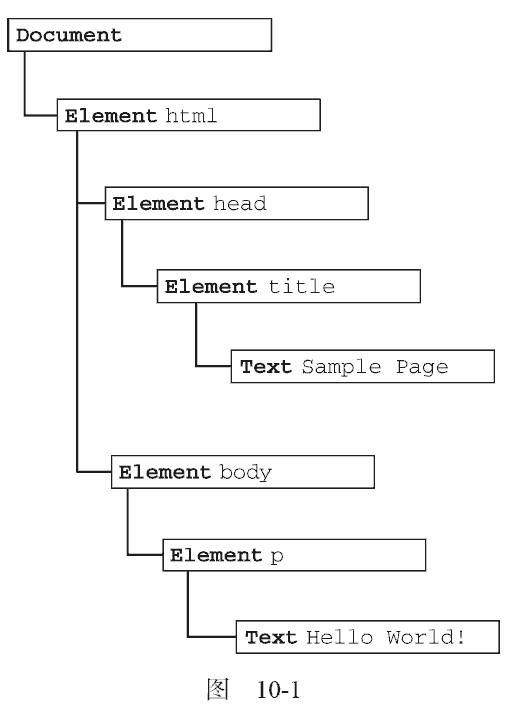 Document
Element html
Element head
Element title
Text Sample Page
Element body
Element p
Text Hello World!
图 10-1